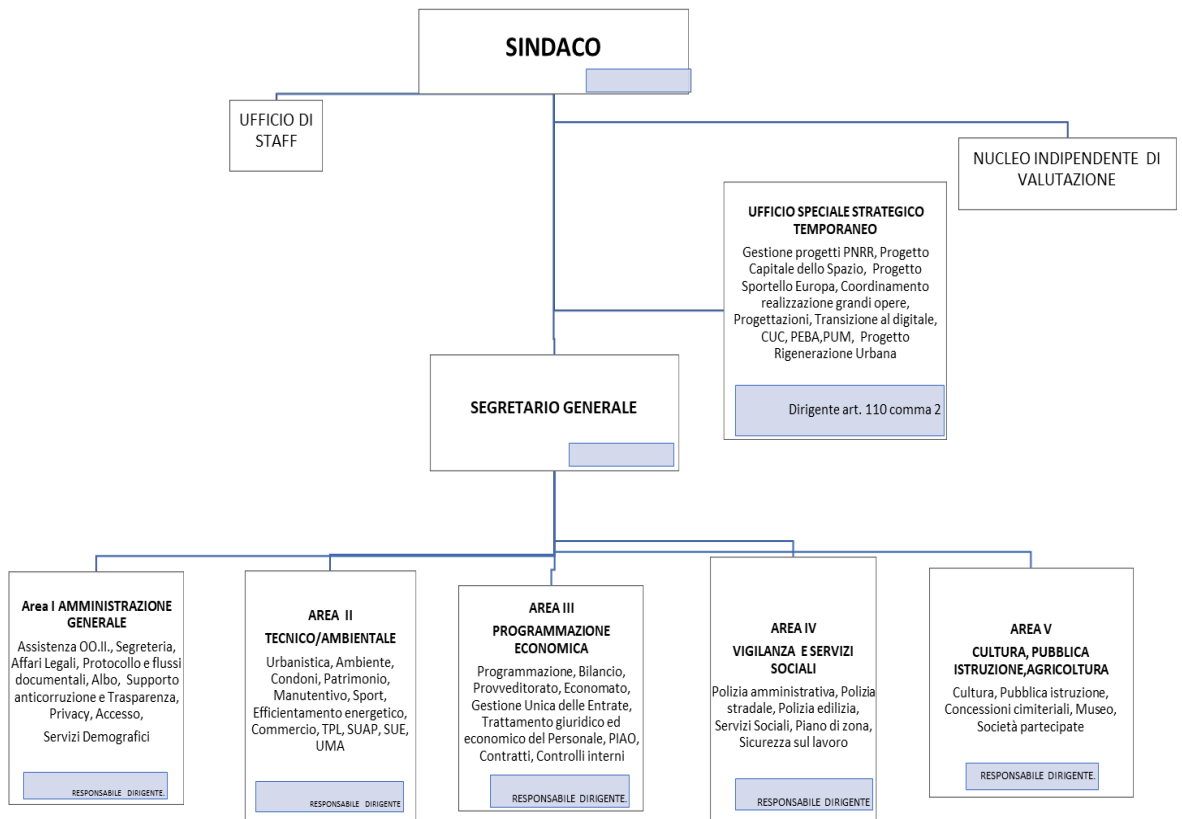 SINDACO
UFFICIO DI
STAFF
NUCLEO INDIPENDENTE DI
VALUTAZIONE
UFFICIO SPECIALE STRATEGICO
TEMPORANEO
Gestione progetti PNRR, Progetto
Capitale dello Spazio, Progetto
Sportello Europa, Coordinamento
realizzazione grandi opere,
Progettazioni, Transizione al digitale,
CUC, PEBA,PUM, Progetto
Rigenerazione Urbana
Dirigente art. 110 comma 2
SEGRETARIO GENERALE
Area I AMMINISTRAZIONE
GENERALE
Assistenza OO.II., Segreteria,
Affari Legali, Protocollo e flussi
documentali, Albo, Supporto
anticorruzione e Trasparenza,
Privacy, Accesso,
Servizi Demografici
RESPONSABILE DIRIGENTE.
AREA II
TECNICO/AMBIENTALE
Urbanistica, Ambiente,
Condoni, Patrimonio,
Manutentivo, Sport,
Efficientamento energetico,
Commercio, TPL, SUAP, SUE,
UMA
RESPONSABILE DIRIGENTE
AREA III
PROGRAMMAZIONE
ECONOMICA
Programmazione, Bilancio,
Provveditorato, Economato,
Gestione Unica delle Entrate,
Trattamento giuridico ed
economico del Personale, PIAO,
Contratti, Controlli interni
RESPONSABILE DIRIGENTE.
AREA IV
VIGILANZA E SERVIZI
SOCIALI
Polizia amministrativa, Polizia
stradale, Polizia edilizia,
Servizi Sociali, Piano di zona,
Sicurezza sul lavoro
RESPONSABILE DIRIGENTE
AREA V
CULTURA, PUBBLICA
ISTRUZIONE,AGRICOLTURA
Cultura, Pubblica istruzione,
Concessioni cimiteriali, Museo,
Società partecipate
RESPONSABILE DIRIGENTE.